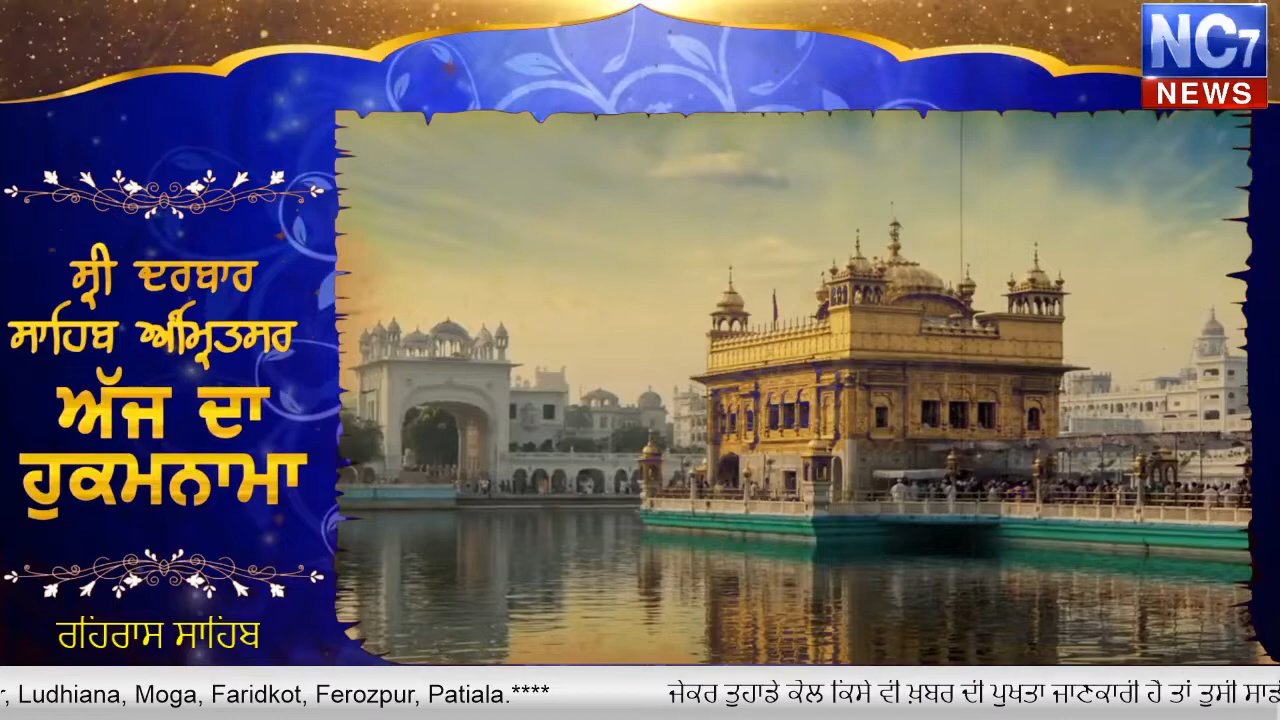 NC7
NEWS
ਸ੍ਰੀ ਦਰਬਾਰ
ਸਾਹਿਬ ਅੰਮ੍ਰਿਤਸਰ
ਅੱਜ ਦਾ
ਹੁਕਮਨਾਮਾ
ਰਹਿਰਾਸ ਸਾਹਿਬ
, Ludhiana, Moga, Faridkot, Ferozpur, Patiala.**** ਜੇਕਰ ਤੁਹਾਡੇ ਕੋਲ ਕਿਸੇ ਵੀ ਖ਼ਬਰ ਦੀ ਪੁਖਤਾ ਜਾਣਕਾਰੀ ਹੈ ਤਾਂ ਤੁਸੀ